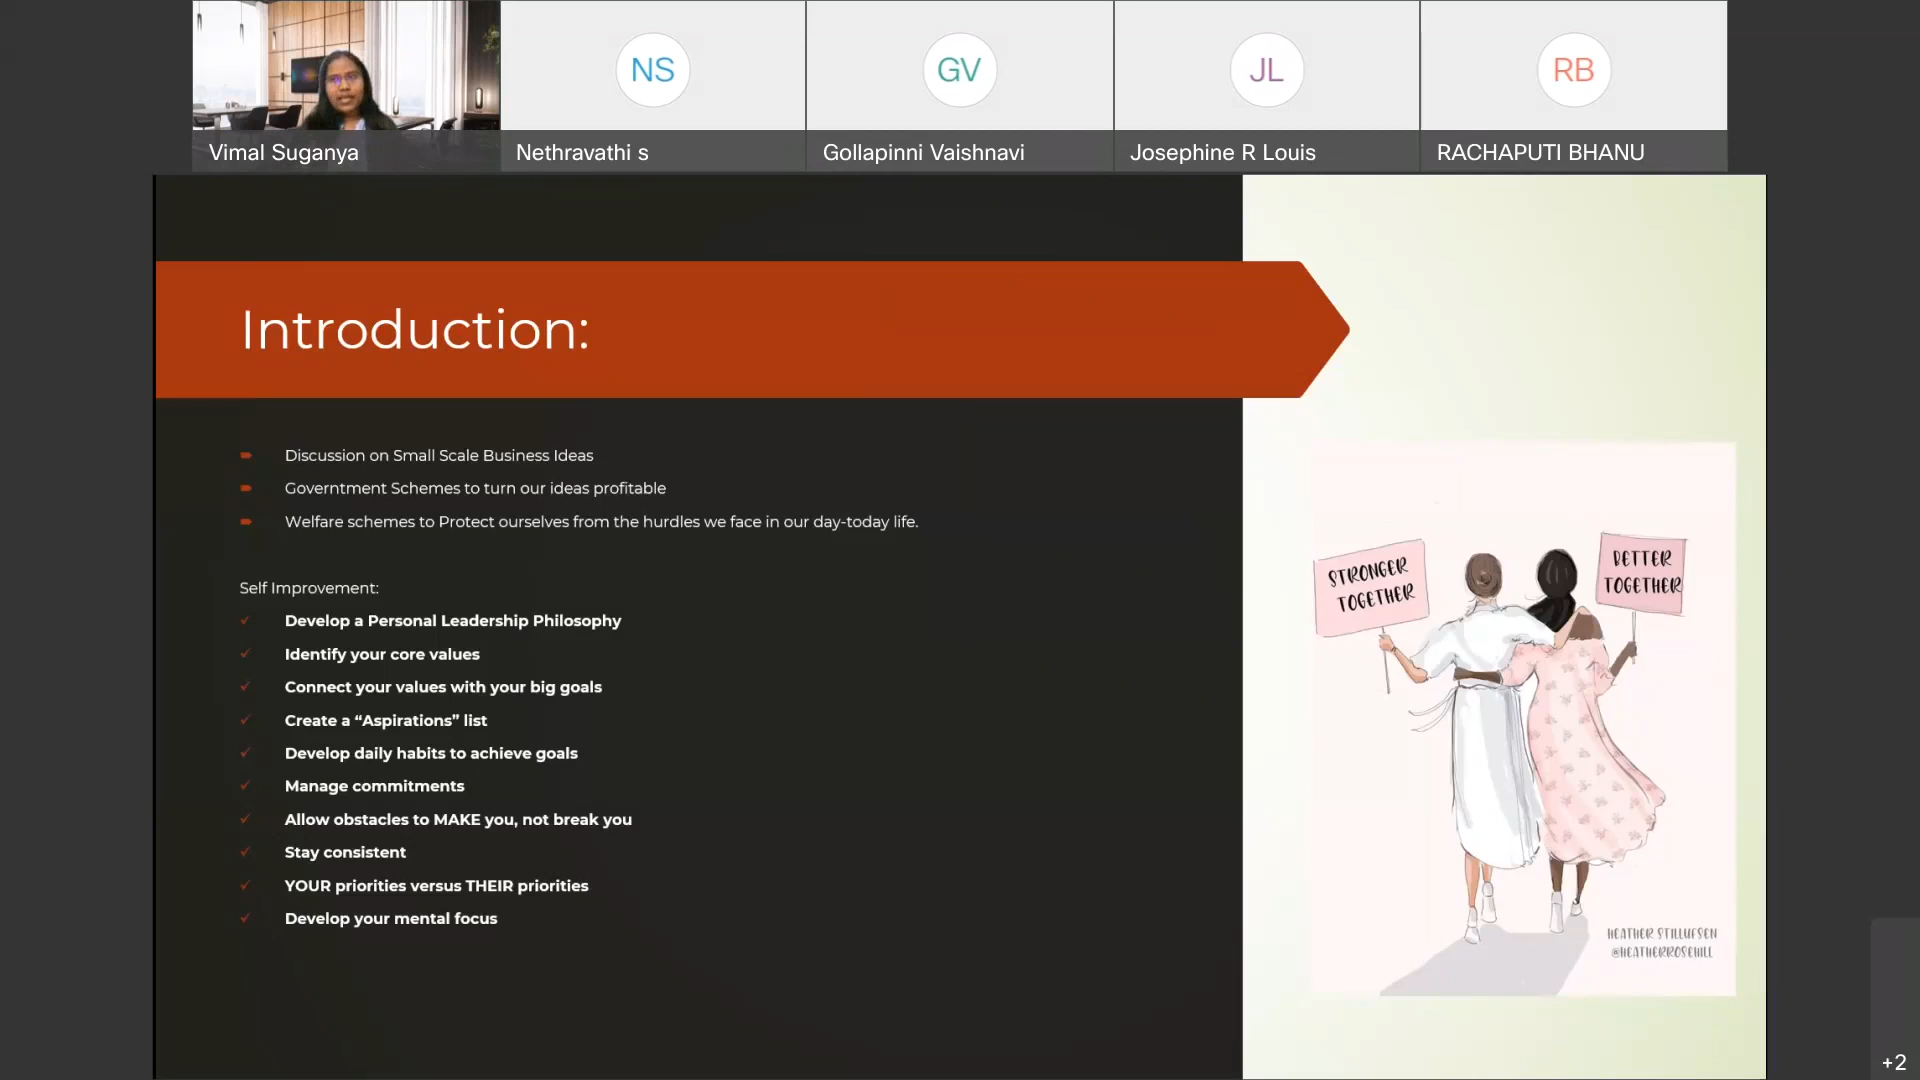 NS
GV
JL
RB
Vimal Suganya
Nethravathi s
Gollapinni Vaishnavi
Josephine R Louis
RACHAPUTI BHANU
Introduction:
Discussion on Small Scale Business Ideas
Governtment Schemes to turn our ideas profitable
Welfare schemes to Protect ourselves from the hurdles we face in our day-today life.
Self Improvement:
Develop a Personal Leadership Philosophy
Identify your core values
Connect your values with your big goals
Create a “Aspirations” list
Develop daily habits to achieve goals
Manage commitments
Allow obstacles to MAKE you, not break you
Stay consistent
YOUR priorities versus THEIR priorities
Develop your mental focus
STRONGER
TOGETHER
BETTER
TOGETHER
HEATHER STILLUFSEN
@HEATHERROSEHILL
+2